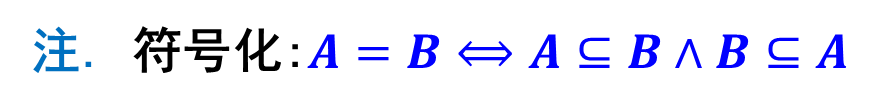 注. 符号化:A = B ⟺ A ⊆ B ∧ B ⊆ A